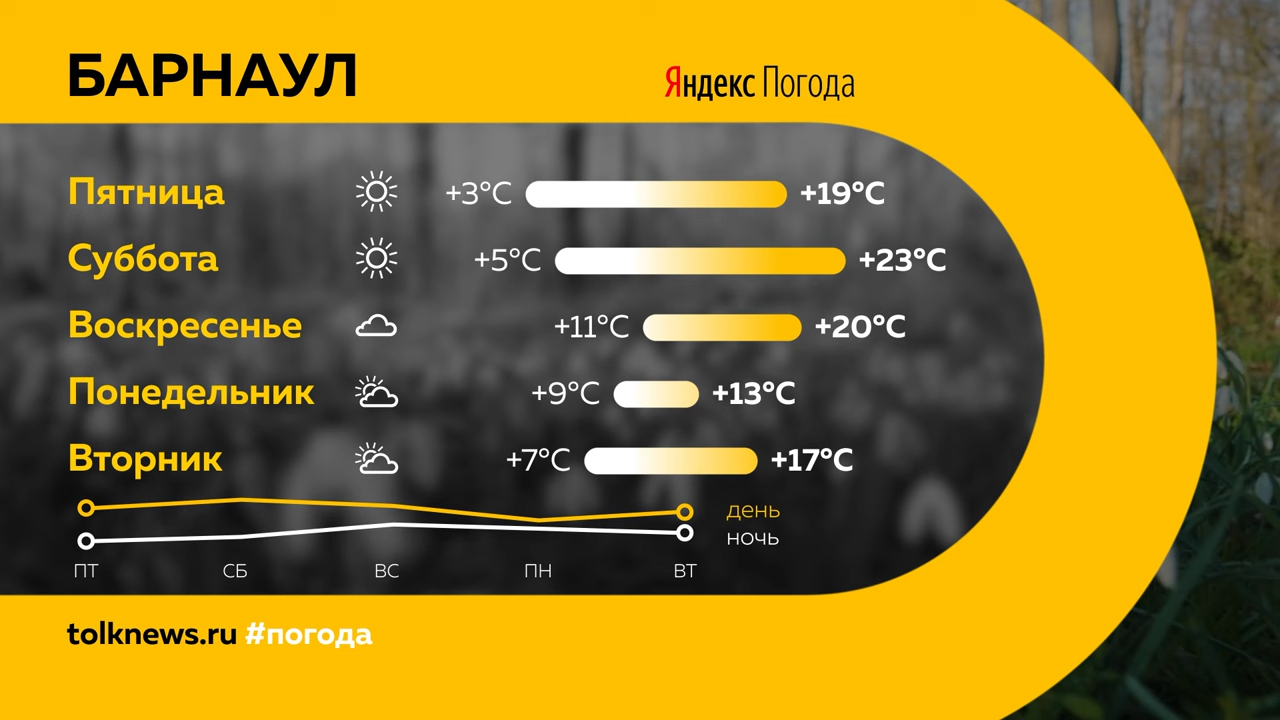 БАРНАУЛ
Яндекс Погода
Пятница +3°C +19°C
Суббота +5°C +23°C
Воскресенье +11°C +20°C
Понедельник +9°C +13°C
Вторник +7°C +17°C
день
ночь
ПТ СБ ВС ПН ВТ
tolknews.ru #погода